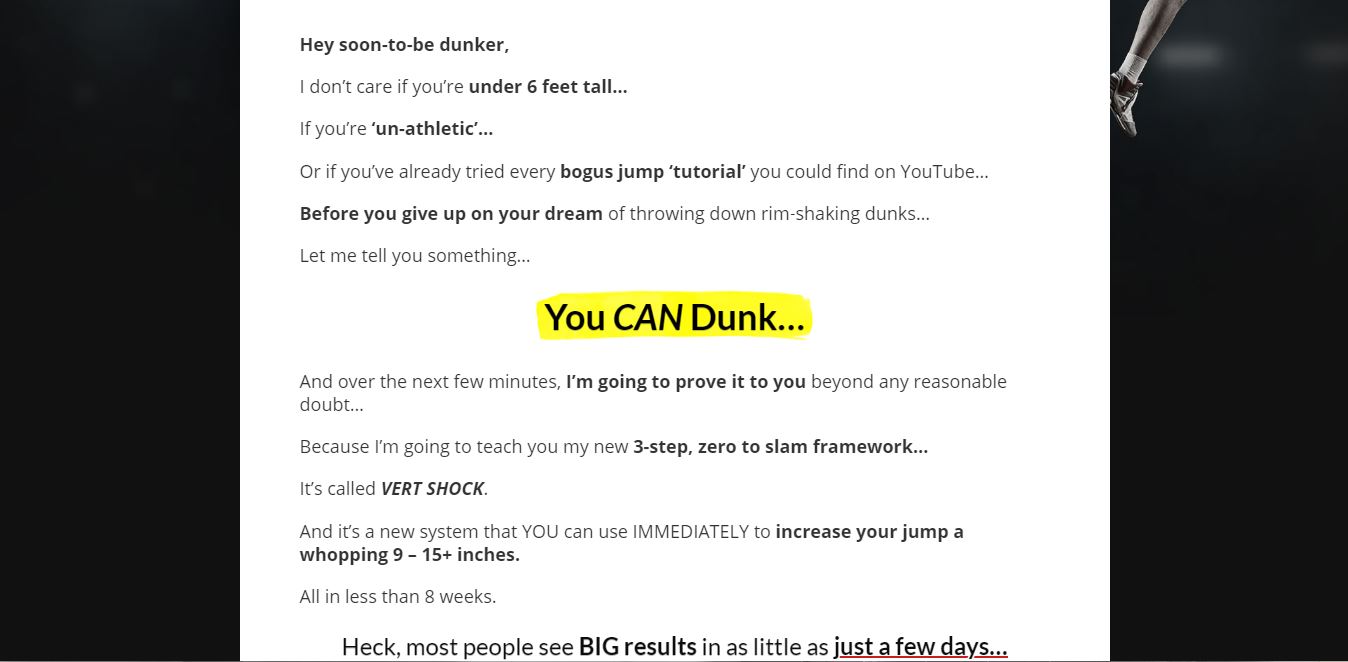 Hey soon-to-be dunker,
I don’t care if you’re under 6 feet tall…
If you’re ‘un-athletic’…
Or if you’ve already tried every bogus jump ‘tutorial’ you could find on YouTube…
Before you give up on your dream of throwing down rim-shaking dunks…
Let me tell you something…
You CAN Dunk…
And over the next few minutes, I’m going to prove it to you beyond any reasonable
doubt…
Because I’m going to teach you my new 3-step, zero to slam framework…
It’s called VERT SHOCK.
And it’s a new system that YOU can use IMMEDIATELY to increase your jump a
whopping 9 – 15+ inches.
All in less than 8 weeks.
Heck, most people see BIG results in as little as just a few days…